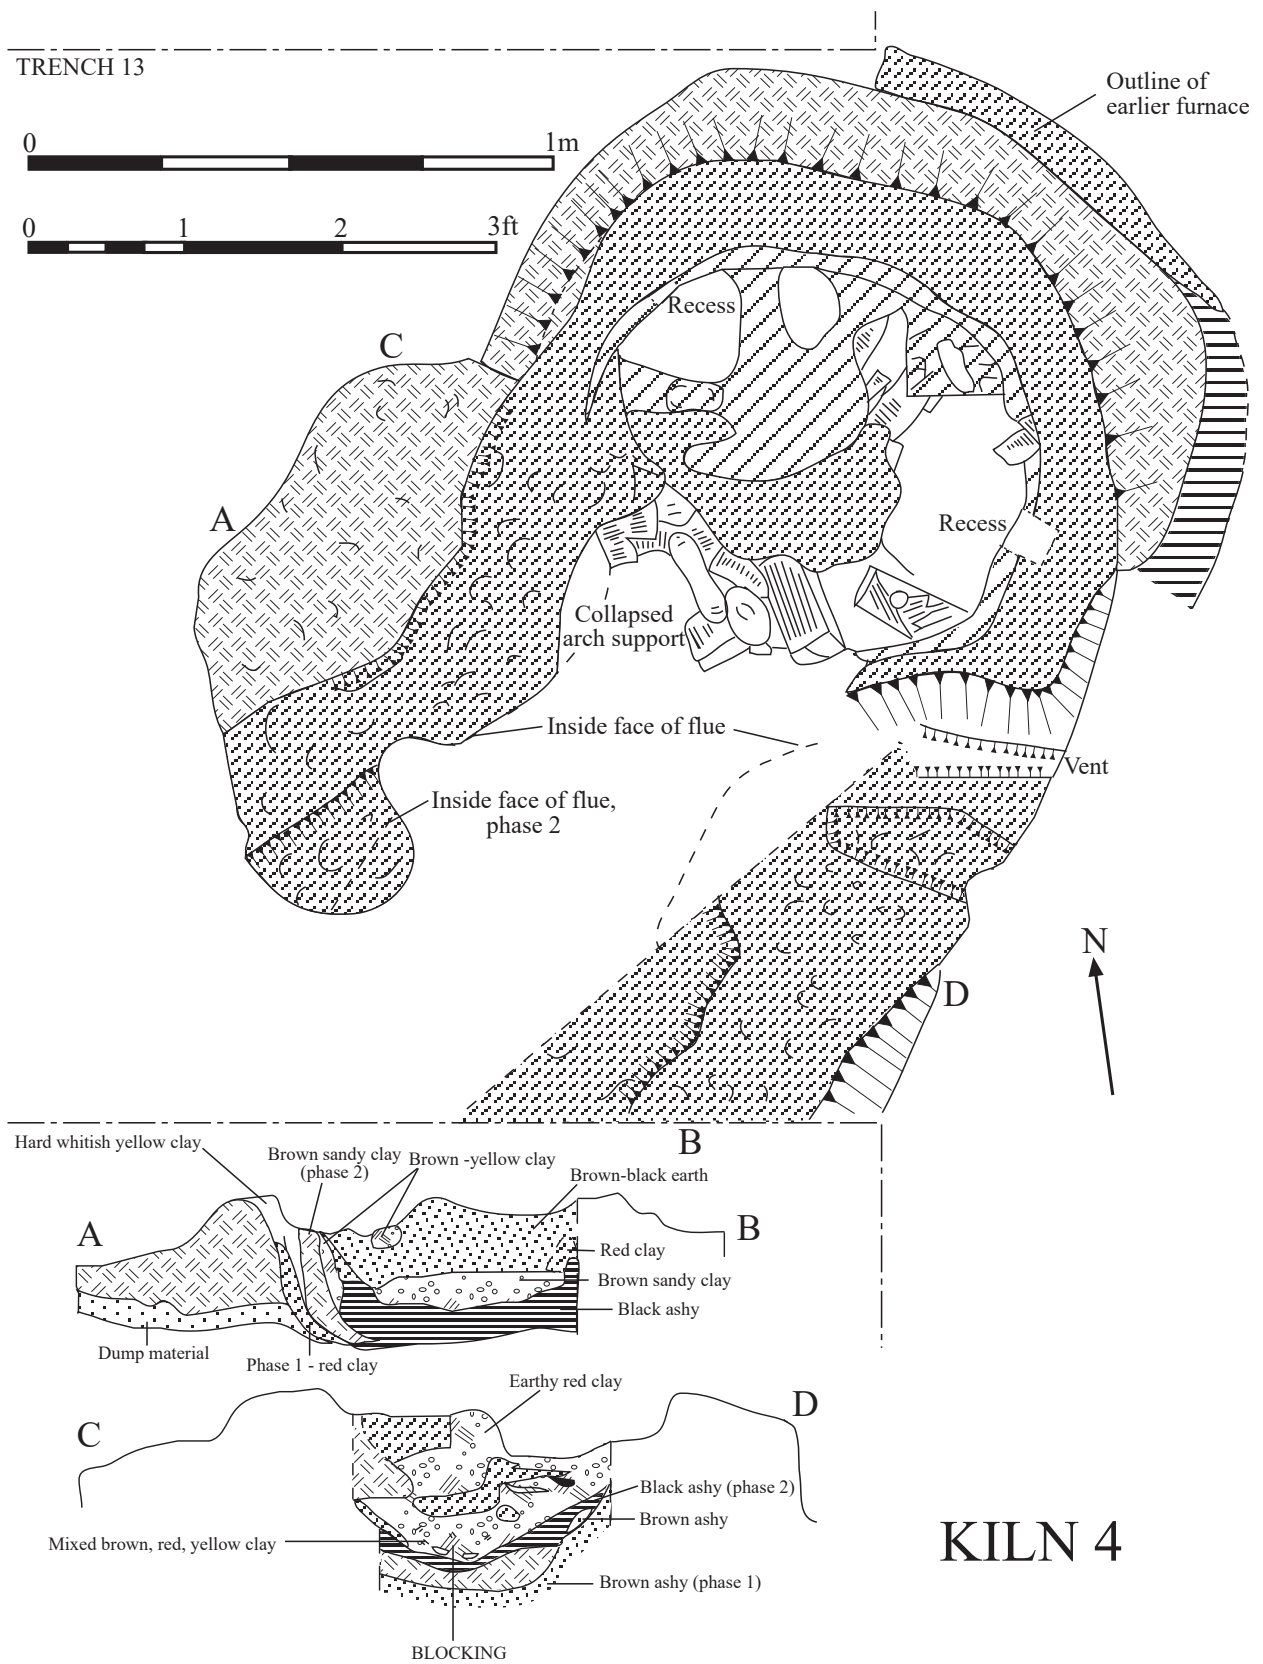 TRENCH 13
Outline of
earlier furnace
0 1m
0 1 2 3ft
Recess
C
A
Recess
Collapsed
arch support
Inside face of flue
Vent
Inside face of flue,
phase 2
N
D
B
Hard whitish yellow clay
Brown sandy clay
(phase 2)
Brown -yellow clay
Brown-black earth
A
B
Red clay
Brown sandy clay
Black ashy
Dump material
Phase 1 - red clay
Earthy red clay
C
D
Black ashy (phase 2)
Brown ashy
Mixed brown, red, yellow clay
Brown ashy (phase 1)
BLOCKING
KILN 4